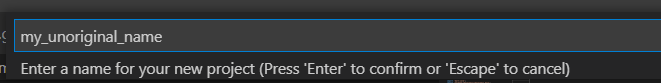 my_unoriginal_name
Enter a name for your new project (Press 'Enter' to confirm or 'Escape' to cancel)